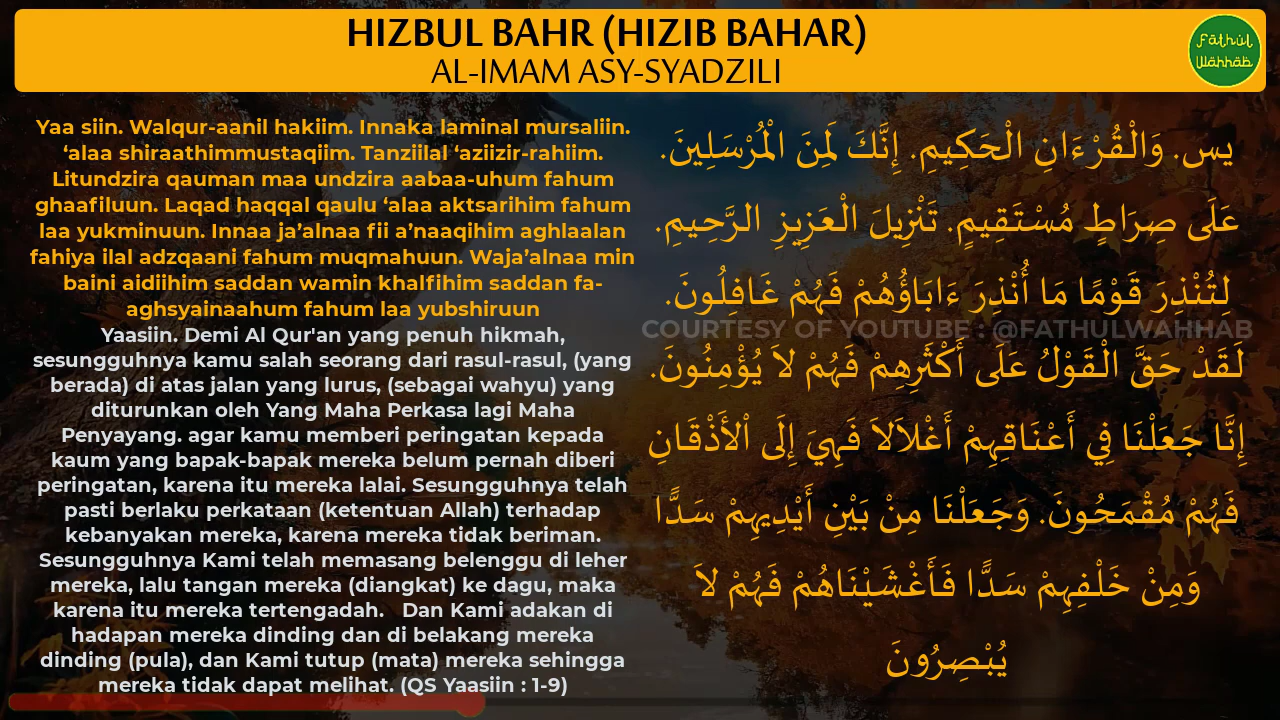 HIZBUL BAHR (HIZIB BAHAR)
AL-IMAM ASY-SYADZILI
Fathul
Wahhab
Yaa siin. Walqur-aanil hakiim. Innaka laminal mursaliin.
‘alaa shiraathimmustaqiim. Tanziilal ‘aziizir-rahiim.
Litundzira qauman maa undzira aabaa-uhum fahum
ghaafiluun. Laqad haqqal qaulu ‘alaa aktsarihim fahum
laa yukminuun. Innaa ja’alnaa fii a’naaqihim aghlaalan
fahiya ilal adzqaani fahum muqmahuun. Waja’alnaa min
baini aidiihim saddan wamin khalfihim saddan fa-
aghsyainaahum fahum laa yubshiruun
Yaasiin. Demi Al Qur'an yang penuh hikmah,
sesungguhnya kamu salah seorang dari rasul-rasul, (yang
berada) di atas jalan yang lurus, (sebagai wahyu) yang
diturunkan oleh Yang Maha Perkasa lagi Maha
Penyayang. agar kamu memberi peringatan kepada
kaum yang bapak-bapak mereka belum pernah diberi
peringatan, karena itu mereka lalai. Sesungguhnya telah
pasti berlaku perkataan (ketentuan Allah) terhadap
kebanyakan mereka, karena mereka tidak beriman.
Sesungguhnya Kami telah memasang belenggu di leher
mereka, lalu tangan mereka (diangkat) ke dagu, maka
karena itu mereka tertengadah. Dan Kami adakan di
hadapan mereka dinding dan di belakang mereka
dinding (pula), dan Kami tutup (mata) mereka sehingga
mereka tidak dapat melihat. (QS Yaasiin : 1-9)
يس. وَالْقُرْءَانِ الْحَكِيمِ. إِنَّكَ لَمِنَ الْمُرْسَلِينَ.
عَلَى صِرَاطٍ مُسْتَقِيمٍ. تَنْزِيلَ الْعَزِيزِ الرَّحِيمِ.
لِتُنْذِرَ قَوْمًا مَا أُنْذِرَ ءَابَاؤُهُمْ فَهُمْ غَافِلُونَ.
COURTESY OF YOUTUBE : @FATHULWAHHAB
لَقَدْ حَقَّ الْقَوْلُ عَلَى أَكْثَرِهِمْ فَهُمْ لاَ يُؤْمِنُونَ.
إِنَّا جَعَلْنَا فِي أَعْنَاقِهِمْ أَغْلاَلاَ فَهِيَ إِلَى اْلأَذْقَانِ
فَهُمْ مُقْمَحُونَ. وَجَعَلْنَا مِنْ بَيْنِ أَيْدِيهِمْ سَدًّا
وَمِنْ خَلْفِهِمْ سَدًّا فَأَغْشَيْنَاهُمْ فَهُمْ لاَ
يُبْصِرُونَ